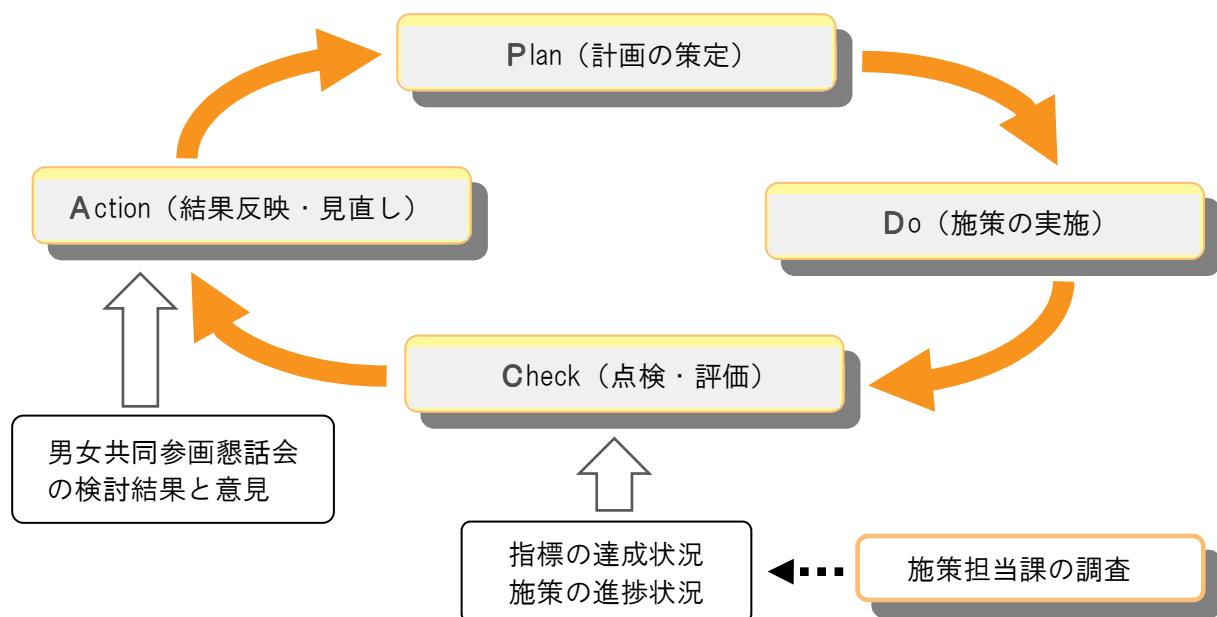 Plan（計画の策定）
Action（結果反映・見直し）
Do（施策の実施）
Check（点検・評価）
男女共同参画懇話会
の検討結果と意見
指標の達成状況
施策の進捗状況
施策担当課の調査